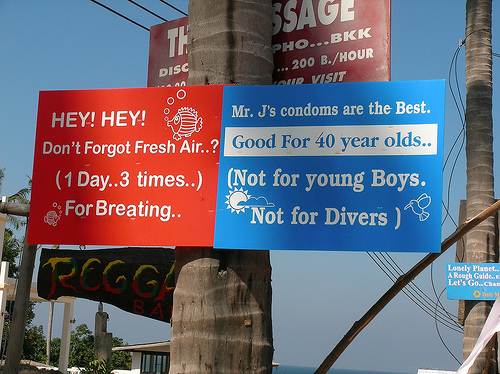 SSAGE
PHO...BKK
DISC
... 200 B./HOUR
OUR VISIT
HEY! HEY!
Don't Forgot Fresh Air..?
(1 Day..3 times..)
For Breating..
Mr. J's condoms are the Best.
Good For 40 year olds..
(Not for young Boys.
Not for Divers )
REGGA
BA
Lonely Planet..
A Rough Guide..
Let's Go...